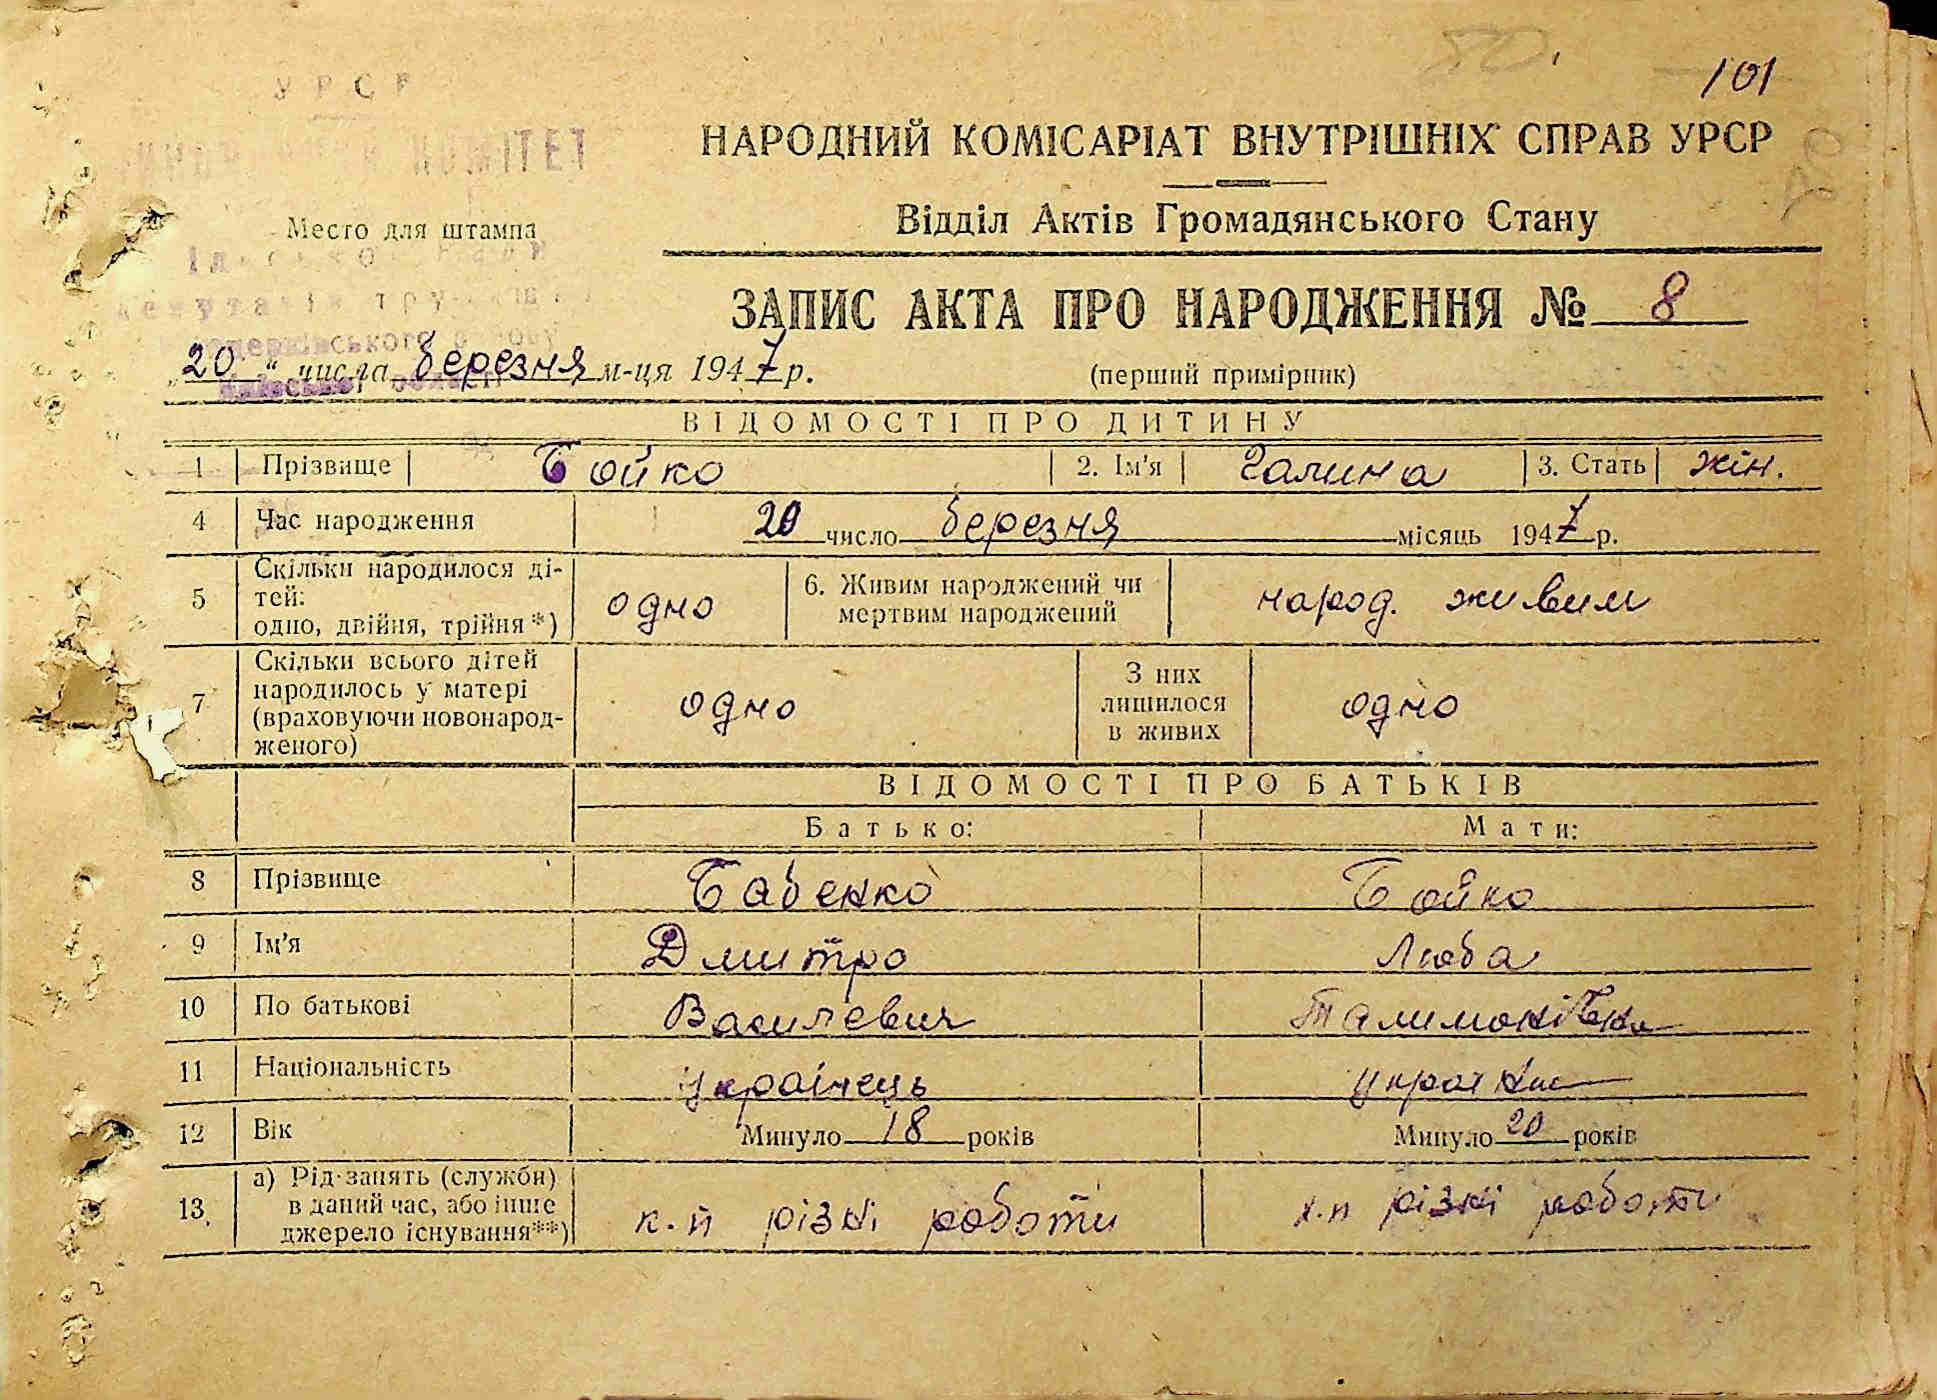 101
УРСР
КОМІТЕТ
НАРОДНИЙ КОМІСАРІАТ ВНУТРІШНІХ СПРАВ УРСР
Відділ Актів Громадянського Стану
Место для штампа
ЗАПИС АКТА ПРО НАРОДЖЕННЯ № 8
„20“ числа березня м-ця 1947 р.
(перший примірник)
ВІДОМОСТІ ПРО ДИТИНУ
1 Прізвище Бойко 2. Ім'я Галина 3. Стать жін.
4 Час народження 20 число березня місяць 1947 р.
5 Скільки народилося ді-
тей:
одно, двійня, трійня*) одно 6. Живим народжений чи
мертвим народжений народ. живим
7 Скільки всього дітей
народилось у матері
(враховуючи новонарод-
женого) одно З них
лишилося
в живих одно
ВІДОМОСТІ ПРО БАТЬКІВ
Батько: Мати:
8 Прізвище Бабенко Бойко
9 Ім'я Дмитро Люба
10 По батькові Василевич
11 Національність українець українка
12 Вік Минуло 18 років Минуло 20 років
13. а) Рід занять (служби)
в даний час, або інше
джерело існування**) к.п різні роботи к.п різні роботи